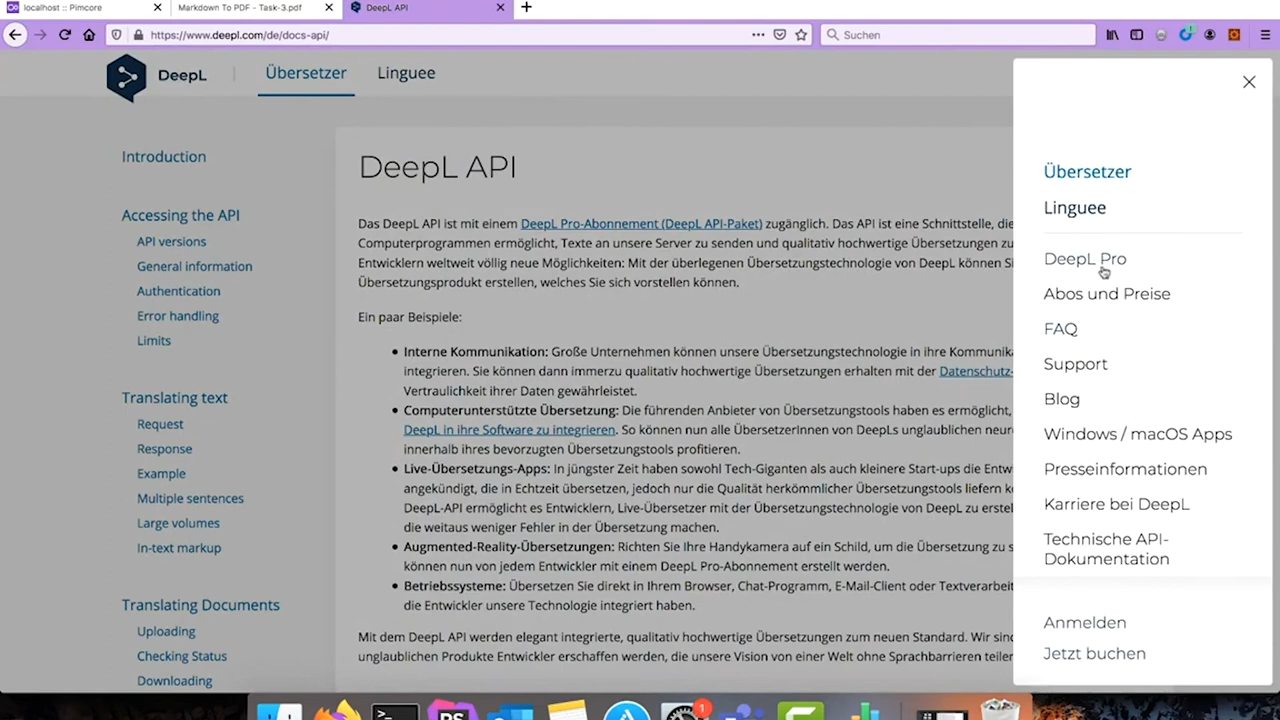 localhost :: Pimcore
Markdown To PDF - Task-3.pdf
DeepL API
https://www.deepl.com/de/docs-api/
Suchen
DeepL
Übersetzer
Linguee
Introduction
Accessing the API
API versions
General information
Authentication
Error handling
Limits
Translating text
Request
Response
Example
Multiple sentences
Large volumes
In-text markup
Translating Documents
Uploading
Checking Status
Downloading
DeepL API
Das DeepL API ist mit einem DeepL Pro-Abonnement (DeepL API-Paket) zugänglich. Das API ist eine Schnittstelle, die
Computerprogrammen ermöglicht, Texte an unsere Server zu senden und qualitativ hochwertige Übersetzungen zu
Entwicklern weltweit völlig neue Möglichkeiten: Mit der überlegenen Übersetzungstechnologie von DeepL können Si
Übersetzungsprodukt erstellen, welches Sie sich vorstellen können.
Ein paar Beispiele:
• Interne Kommunikation: Große Unternehmen können unsere Übersetzungstechnologie in ihre Kommunika
integrieren. Sie können dann immerzu qualitativ hochwertige Übersetzungen erhalten mit der Datenschutz-
Vertraulichkeit ihrer Daten gewährleistet.
• Computerunterstützte Übersetzung: Die führenden Anbieter von Übersetzungstools haben es ermöglicht,
DeepL in ihre Software zu integrieren. So können nun alle ÜbersetzerInnen von DeepLs unglaublichen neuro
innerhalb ihres bevorzugten Übersetzungstools profitieren.
• Live-Übersetzungs-Apps: In jüngster Zeit haben sowohl Tech-Giganten als auch kleinere Start-ups die Entw
angekündigt, die in Echtzeit übersetzen, jedoch nur die Qualität herkömmlicher Übersetzungstools liefern k
DeepL-API ermöglicht es Entwicklern, Live-Übersetzer mit der Übersetzungstechnologie von DeepL zu erste
die weitaus weniger Fehler in der Übersetzung machen.
• Augmented-Reality-Übersetzungen: Richten Sie Ihre Handykamera auf ein Schild, um die Übersetzung zu s
können nun von jedem Entwickler mit einem DeepL Pro-Abonnement erstellt werden.
• Betriebssysteme: Übersetzen Sie direkt in Ihrem Browser, Chat-Programm, E-Mail-Client oder Textverarbeit
die Entwickler unsere Technologie integriert haben.
Mit dem DeepL API werden elegant integrierte, qualitativ hochwertige Übersetzungen zum neuen Standard. Wir sind
unglaublichen Produkte Entwickler erschaffen werden, die unsere Vision von einer Welt ohne Sprachbarrieren teilen
Übersetzer
Linguee
DeepL Pro
Abos und Preise
FAQ
Support
Blog
Windows / macOS Apps
Presseinformationen
Karriere bei DeepL
Technische API-
Dokumentation
Anmelden
Jetzt buchen
PS
1